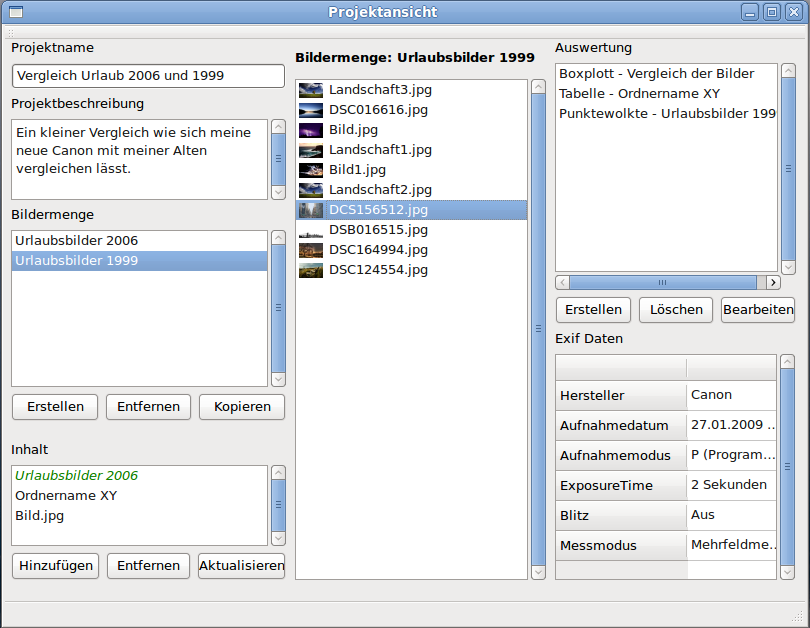 Projektansicht
Projektname
Vergleich Urlaub 2006 und 1999
Projektbeschreibung
Ein kleiner Vergleich wie sich meine
neue Canon mit meiner Alten
vergleichen lässt.
Bildermenge
Urlaubsbilder 2006
Urlaubsbilder 1999
Erstellen
Entfernen
Kopieren
Inhalt
Urlaubsbilder 2006
Ordnername XY
Bild.jpg
Hinzufügen
Entfernen
Aktualisieren
Bildermenge: Urlaubsbilder 1999
Landschaft3.jpg
DSC016616.jpg
Bild.jpg
Landschaft1.jpg
Bild1.jpg
Landschaft2.jpg
DCS156512.jpg
DSB016515.jpg
DSC164994.jpg
DSC124554.jpg
Auswertung
Boxplott - Vergleich der Bilder
Tabelle - Ordnername XY
Punktewolkte - Urlaubsbilder 199
Erstellen
Löschen
Bearbeiten
Exif Daten
Hersteller Canon
Aufnahmedatum 27.01.2009 ...
Aufnahmemodus P (Program...
ExposureTime 2 Sekunden
Blitz Aus
Messmodus Mehrfeldme...